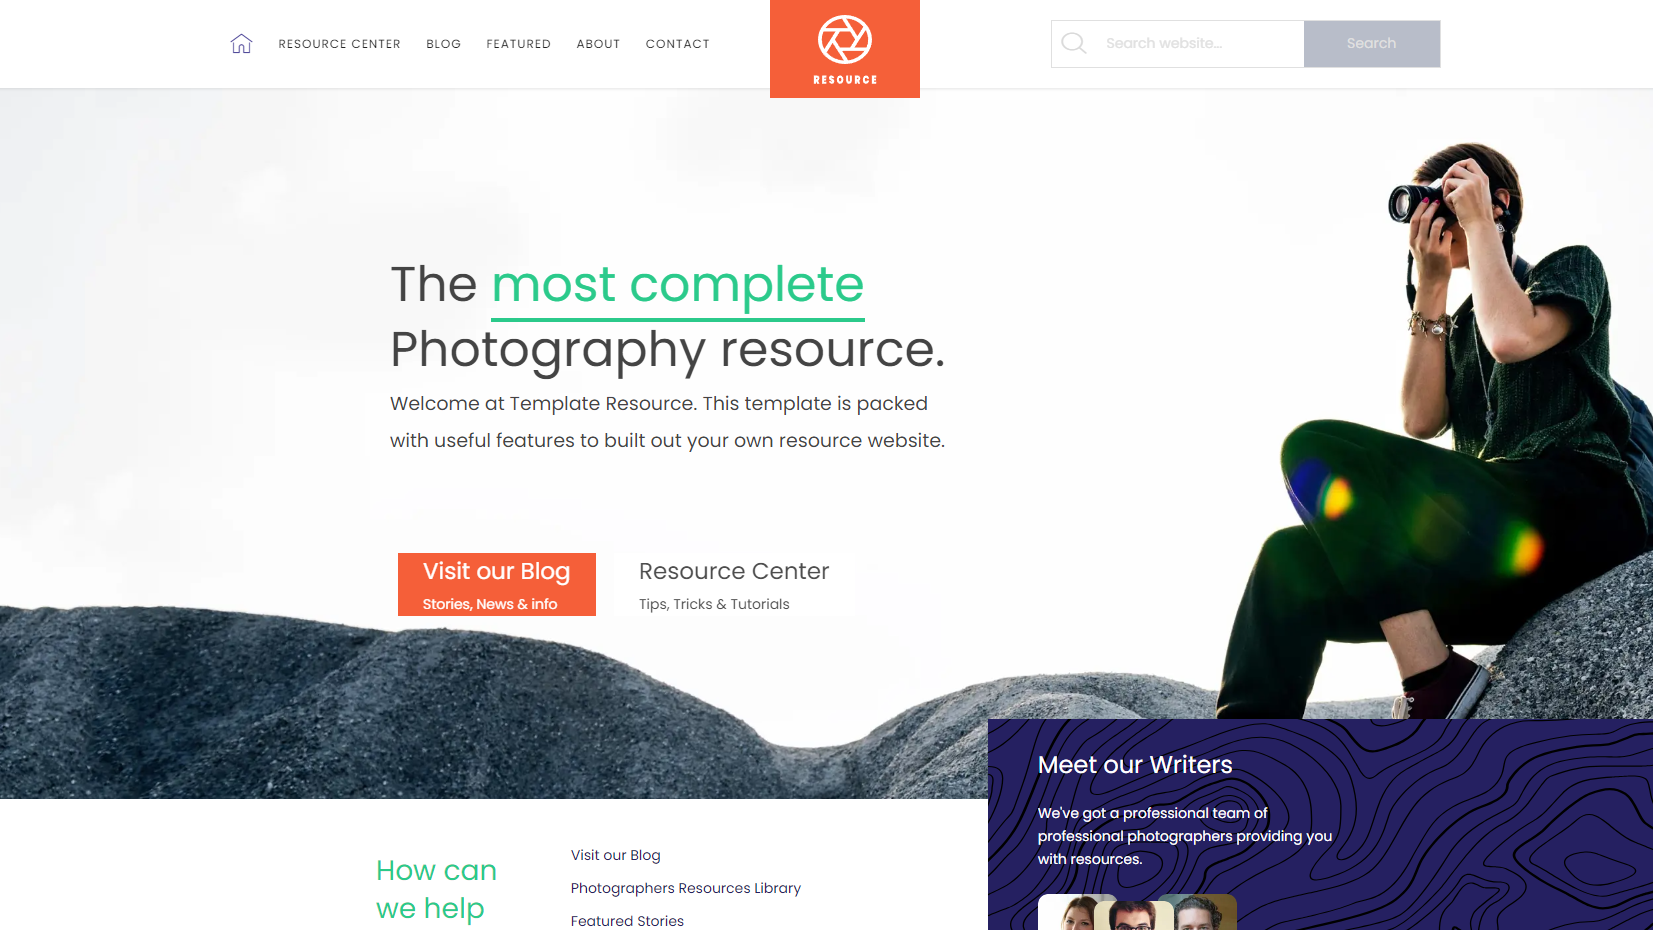 RESOURCE CENTER
BLOG
FEATURED
ABOUT
CONTACT
RESOURCE
Search website...
Search
The most complete
Photography resource.
Welcome at Template Resource. This template is packed
with useful features to built out your own resource website.
Visit our Blog
Stories, News & info
Resource Center
Tips, Tricks & Tutorials
Meet our Writers
We've got a professional team of
professional photographers providing you
with resources.
How can
we help
Visit our Blog
Photographers Resources Library
Featured Stories